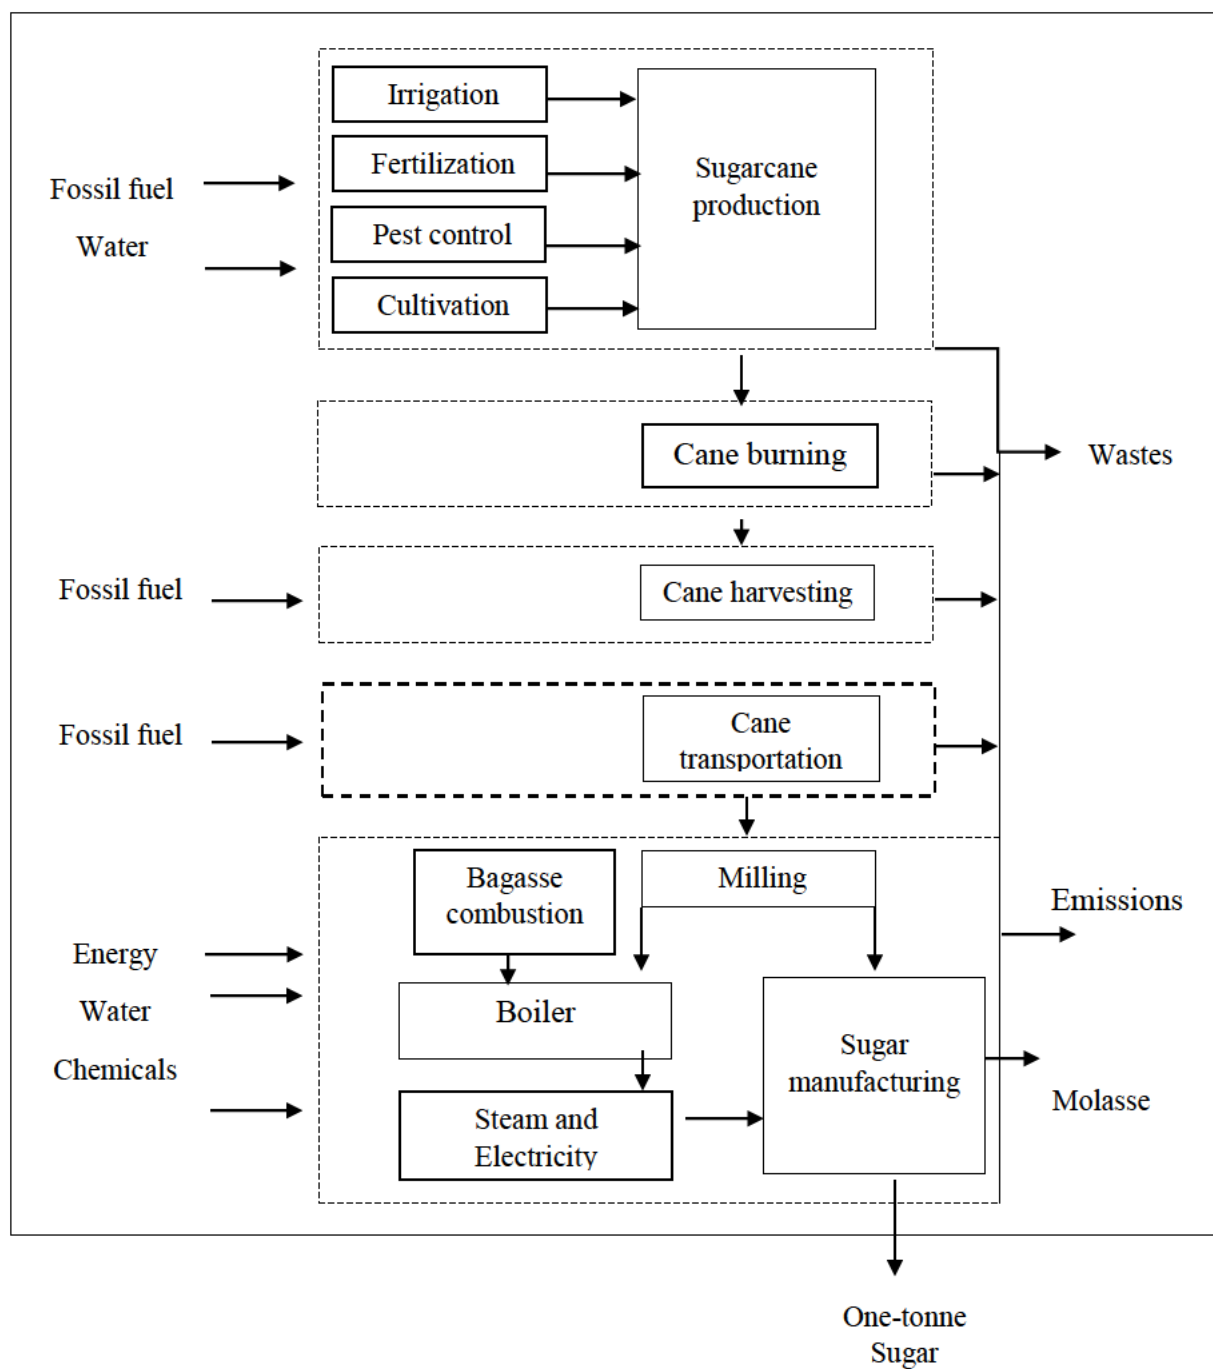 Irrigation
Fertilization
Pest control
Cultivation
Sugarcane
production
Fossil fuel
Water
Cane burning
Wastes
Fossil fuel
Cane harvesting
Fossil fuel
Cane
transportation
Bagasse
combustion
Milling
Emissions
Energy
Water
Chemicals
Boiler
Sugar
manufacturing
Steam and
Electricity
Molasse
One-tonne
Sugar